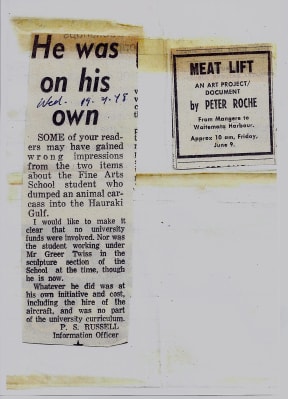 He was
on his
own
Wed. 19.7.78
SOME of your read-
ers may have gained
wrong impressions
from the two items
about the Fine Arts
School student who
dumped an animal car-
cass into the Hauraki
Gulf.
I would like to make it
clear that no university
funds were involved. Nor was
the student working under
Mr Greer Twiss in the
sculpture section of the
School at the time, though
he is now.
Whatever he did was at
his own initiative and cost,
including the hire of the
aircraft, and was no part
of the university curriculum.
P. S. RUSSELL
Information Officer
MEAT LIFT
AN ART PROJECT/
DOCUMENT
by PETER ROCHE
From Mangere to
Waitemata Harbour.
Approx 10 am, Friday,
June 9.